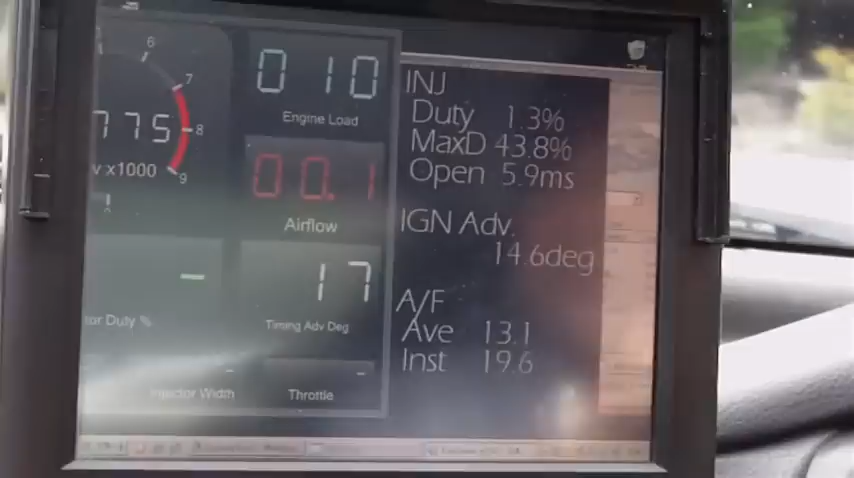 6
7
8
9
775
v x1000
010
Engine Load
00.1
Airflow
-
tor Duty %
17
Timing Adv Deg
-
Injector Width
-
Throttle
INJ
Duty 1.3%
MaxD 43.8%
Open 5.9ms
IGN Adv.
14.6deg
A/F
Ave 13.1
Inst 19.6